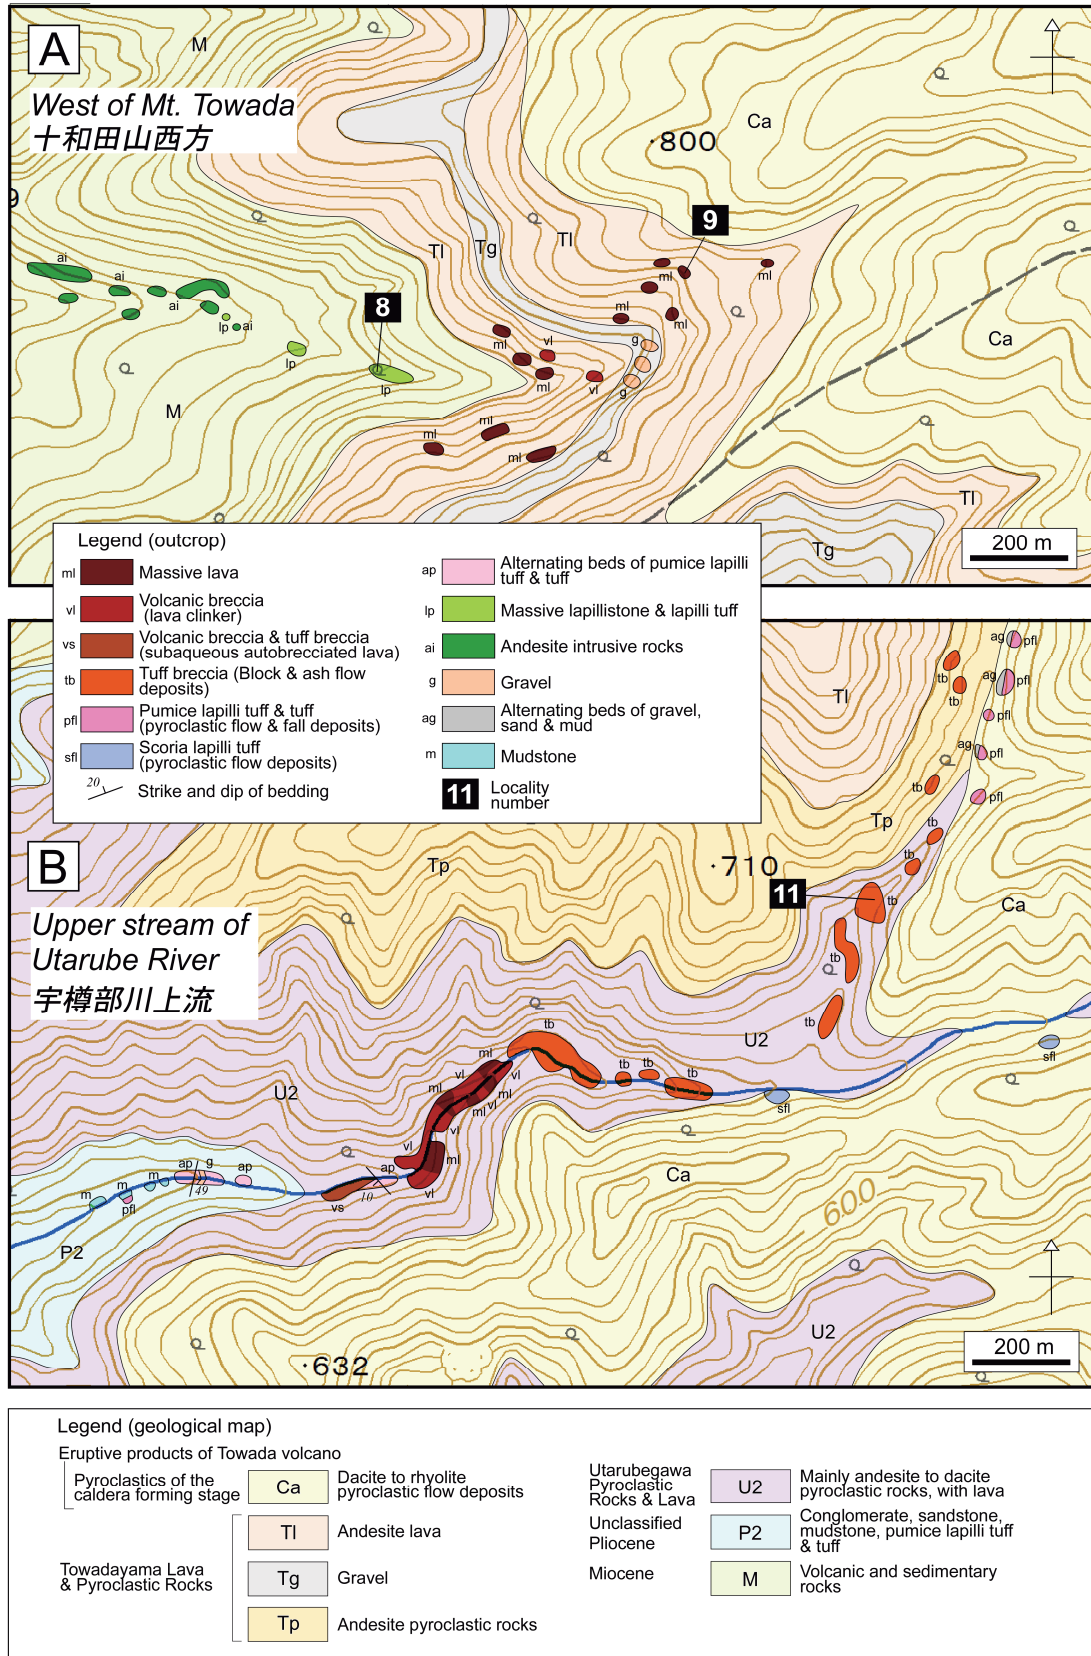 A
West of Mt. Towada
十和田山西方
M
Ca
800
9
9
Tl
Tg
Tl
ml
ml
ai
ai
ai
lp
ai
8
ml
ml
g
Ca
ml
vl
lp
lp
ml
vl
g
M
ml
ml
ml
Tl
Tg
200 m
Legend (outcrop)
ml Massive lava
vl Volcanic breccia
(lava clinker)
vs Volcanic breccia & tuff breccia
(subaqueous autobrecciated lava)
tb Tuff breccia (Block & ash flow
deposits)
pfl Pumice lapilli tuff & tuff
(pyroclastic flow & fall deposits)
sfl Scoria lapilli tuff
(pyroclastic flow deposits)
20 Strike and dip of bedding
ap Alternating beds of pumice lapilli
tuff & tuff
lp Massive lapillistone & lapilli tuff
ai Andesite intrusive rocks
g Gravel
ag Alternating beds of gravel,
sand & mud
m Mudstone
11 Locality
number
B
Upper stream of
Utarube River
宇樽部川上流
Tl
ag pfl
tb
ag pfl
tb
pfl
ag pfl
tb
pfl
Tp
tb
Tp
710
tb
11
tb
Ca
tb
tb
U2
tb
sfl
ml
vl
vl
tb
tb
tb
ml
ml
vl
ml
sfl
U2
vl
vl
ml
vl
ap
10
vs
Ca
ap g
ap
49
m
m
m
pfl
P2
600
U2
632
200 m
Legend (geological map)
Eruptive products of Towada volcano
Pyroclastics of the
caldera forming stage
Ca Dacite to rhyolite
pyroclastic flow deposits
Towadayama Lava
& Pyroclastic Rocks
Tl Andesite lava
Tg Gravel
Tp Andesite pyroclastic rocks
Utarubegawa
Pyroclastic
Rocks & Lava
U2 Mainly andesite to dacite
pyroclastic rocks, with lava
Unclassified
Pliocene
P2 Conglomerate, sandstone,
mudstone, pumice lapilli tuff
& tuff
Miocene
M Volcanic and sedimentary
rocks